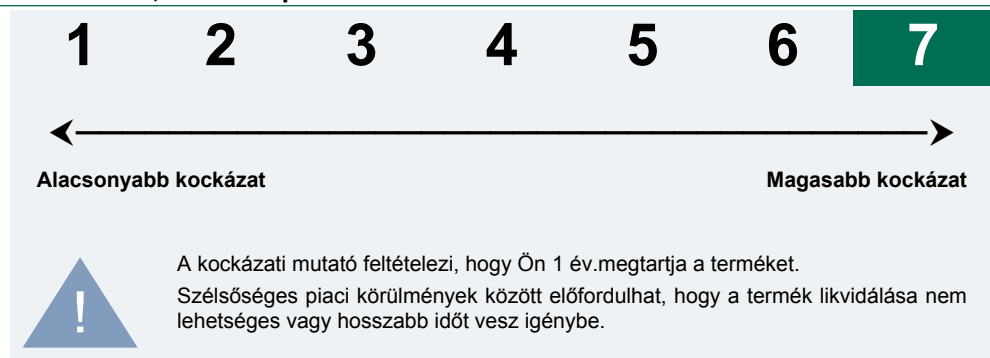 1 2 3 4 5 6 7
Alacsonyabb kockázat Magasabb kockázat
! A kockázati mutató feltételezi, hogy Ön 1 év.megtartja a terméket.
Szélsőséges piaci körülmények között előfordulhat, hogy a termék likvidálása nem
lehetséges vagy hosszabb időt vesz igénybe.